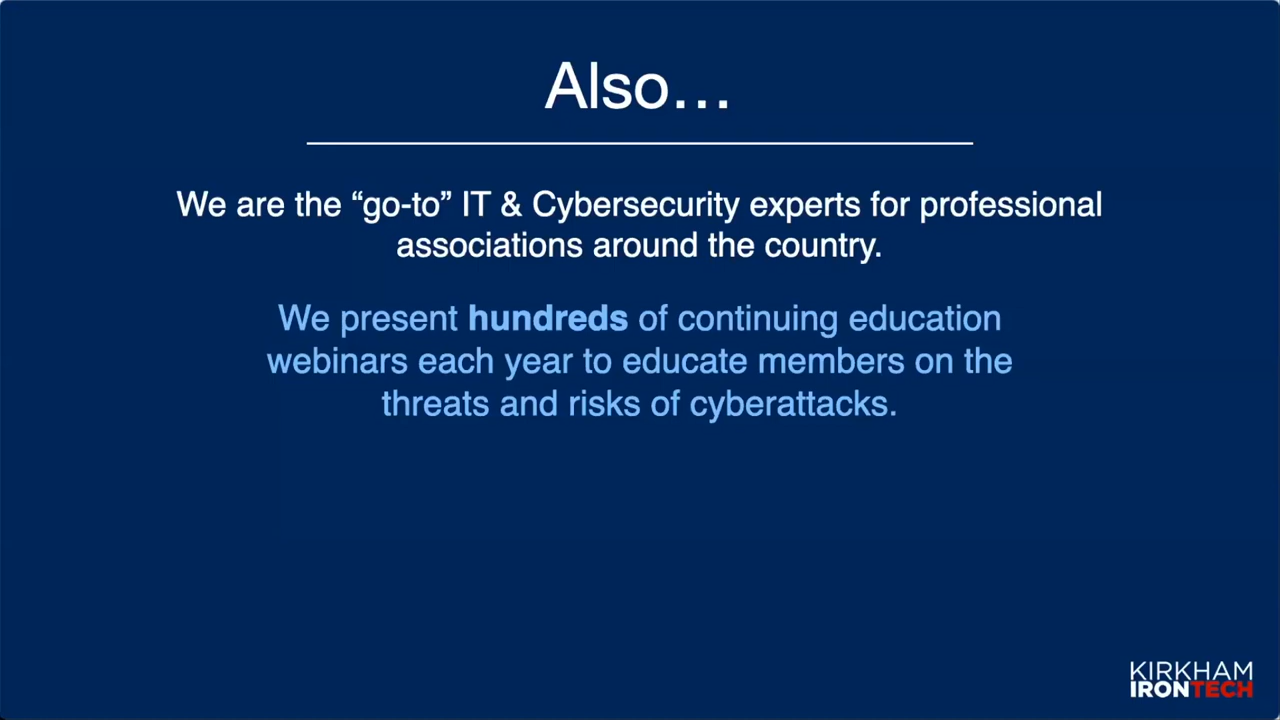 Also…
We are the “go-to” IT & Cybersecurity experts for professional
associations around the country.
We present hundreds of continuing education
webinars each year to educate members on the
threats and risks of cyberattacks.
KIRKHAM
IRONTECH